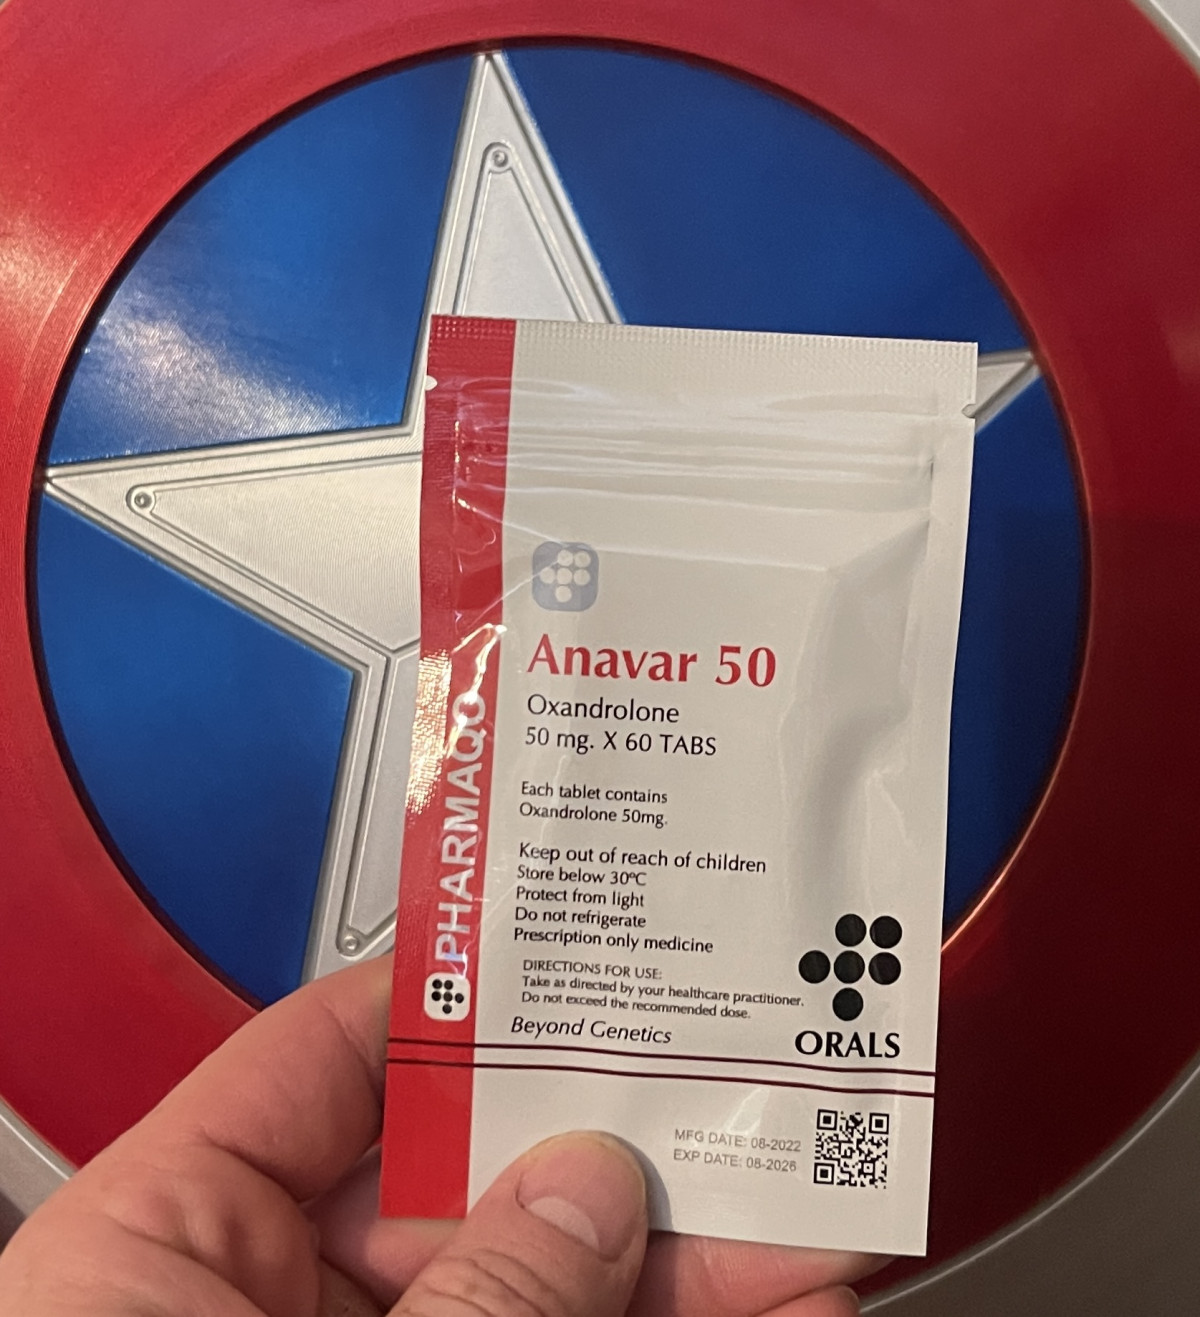 PHARMAQO
Anavar 50
Oxandrolone
50 mg. X 60 TABS
Each tablet contains
Oxandrolone 50mg.
Keep out of reach of children
Store below 30ºC
Protect from light
Do not refrigerate
Prescription only medicine
DIRECTIONS FOR USE:
Take as directed by your healthcare practitioner.
Do not exceed the recommended dose.
Beyond Genetics
ORALS
MFG DATE: 08-2022
EXP DATE: 08-2026